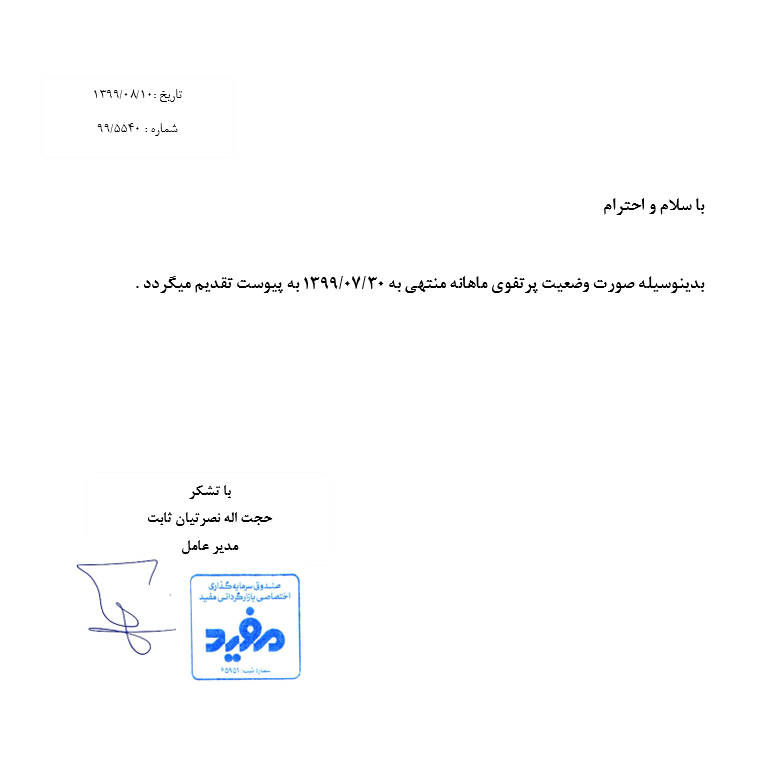 تاریخ : ۱۳۹۹/۰۸/۱۰
شماره : ۹۹/۵۵۴۰
با سلام و احترام
بدینوسیله صورت وضعیت پرتفوی ماهانه منتهی به ۱۳۹۹/۰۷/۳۰ به پیوست تقدیم میگردد .
با تشکر
حجت اله نصرتیان ثابت
مدیر عامل
صندوق سرمایه‌گذاری
اختصاصی بازارگردانی مفید
مفید
شماره ثبت: